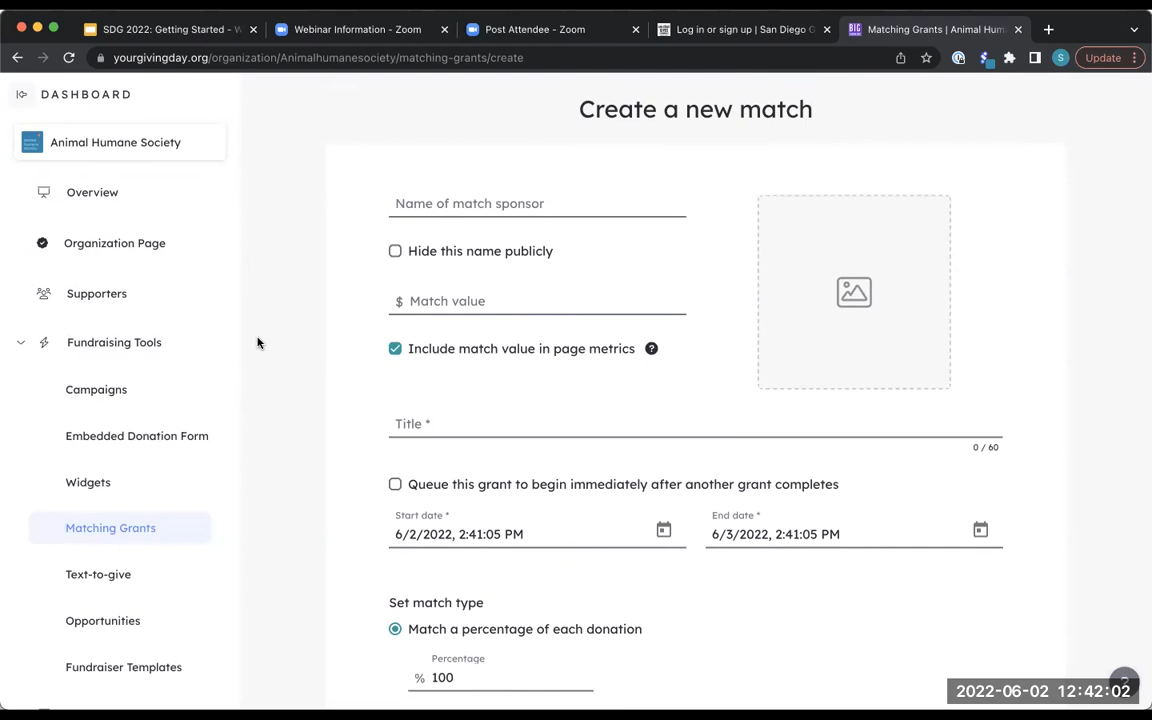 SDG 2022: Getting Started - W
Webinar Information - Zoom
Post Attendee - Zoom
Log in or sign up | San Diego G
Matching Grants | Animal Hum
yourgivingday.org/organization/Animalhumanesociety/matching-grants/create
S
Update
DASHBOARD
Animal Humane Society
Overview
Organization Page
Supporters
Fundraising Tools
Campaigns
Embedded Donation Form
Widgets
Matching Grants
Text-to-give
Opportunities
Fundraiser Templates
Create a new match
Name of match sponsor
Hide this name publicly
$ Match value
Include match value in page metrics ?
Title *
0 / 60
Queue this grant to begin immediately after another grant completes
Start date *
6/2/2022, 2:41:05 PM
End date *
6/3/2022, 2:41:05 PM
Set match type
Match a percentage of each donation
Percentage
% 100
2022-06-02 12:42:02